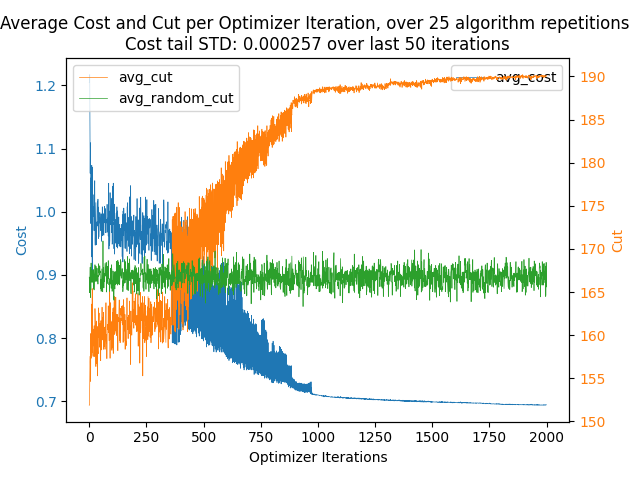 Average Cost and Cut per Optimizer Iteration, over 25 algorithm repetitions
Cost tail STD: 0.000257 over last 50 iterations
avg_cut
avg_random_cut
avg_cost
1.2
1.1
1.0
0.9
0.8
0.7
Cost
190
185
180
175
170
165
160
155
150
Cut
0 250 500 750 1000 1250 1500 1750 2000
Optimizer Iterations